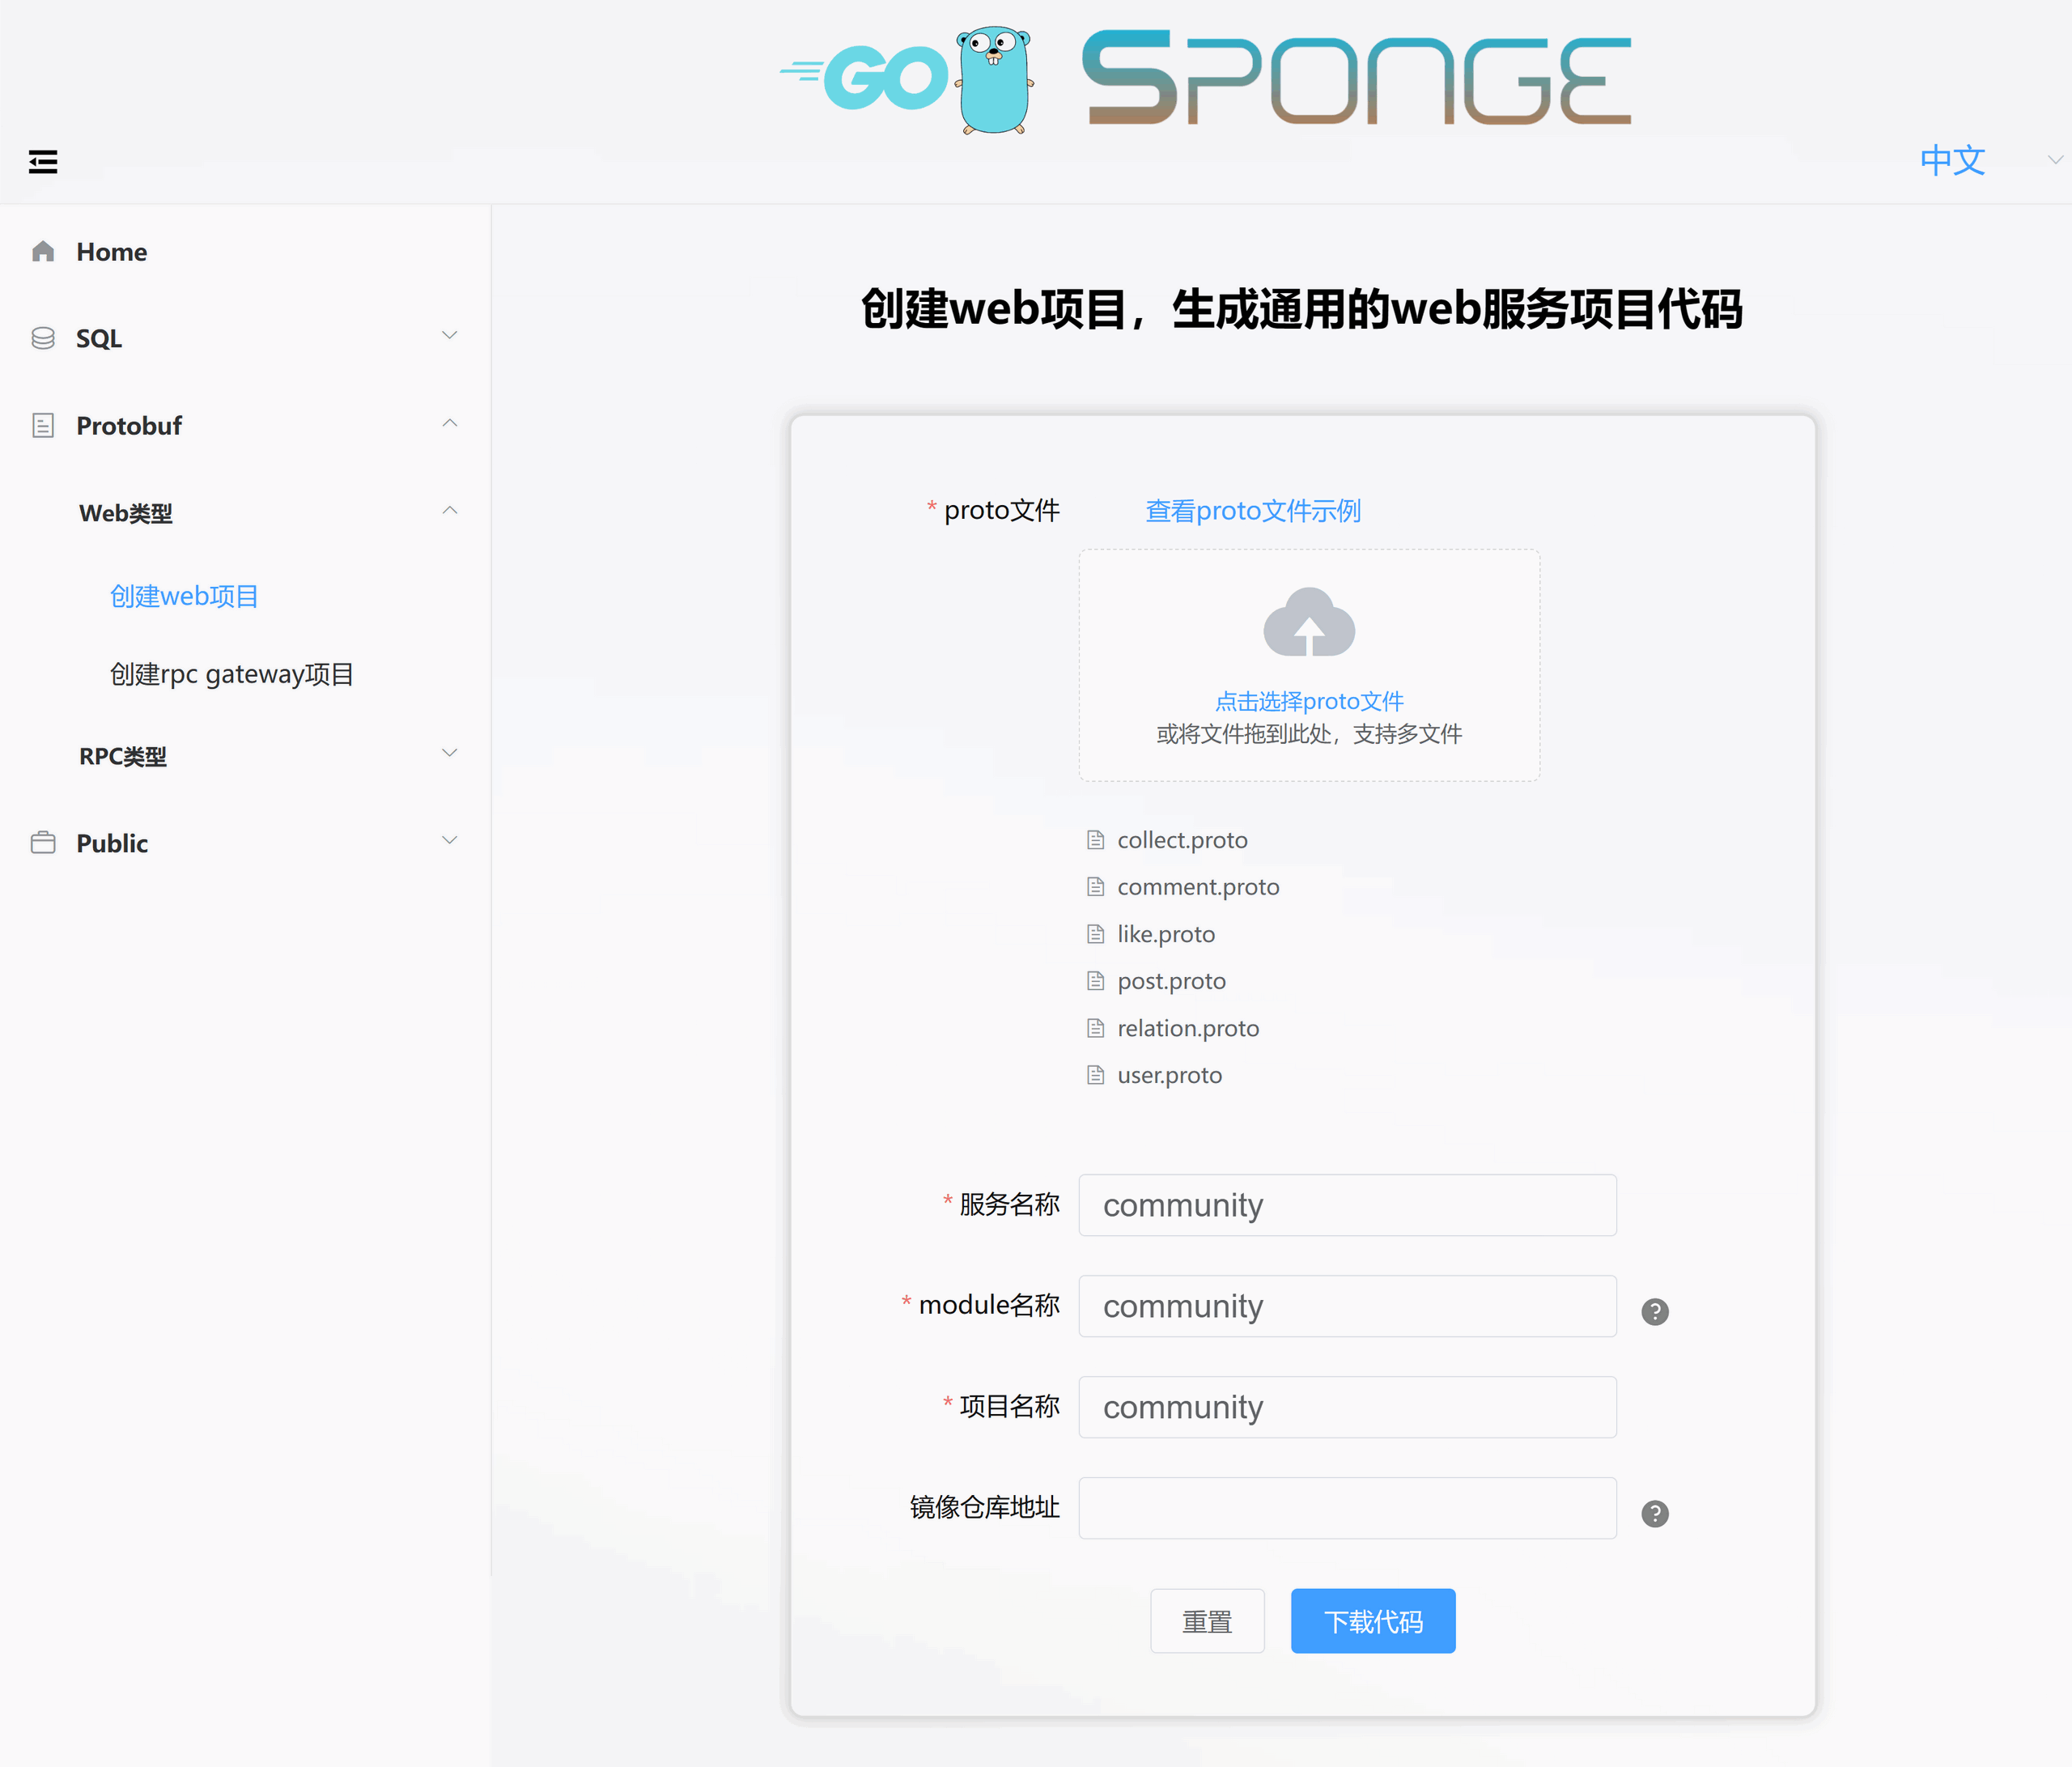 GO SPONGE
中文
Home
SQL
Protobuf
Web类型
创建web项目
创建rpc gateway项目
RPC类型
Public
创建web项目，生成通用的web服务项目代码
* proto文件 查看proto文件示例
点击选择proto文件
或将文件拖到此处，支持多文件
collect.proto
comment.proto
like.proto
post.proto
relation.proto
user.proto
* 服务名称 community
* module名称 community ?
* 项目名称 community
镜像仓库地址 ?
重置 下载代码